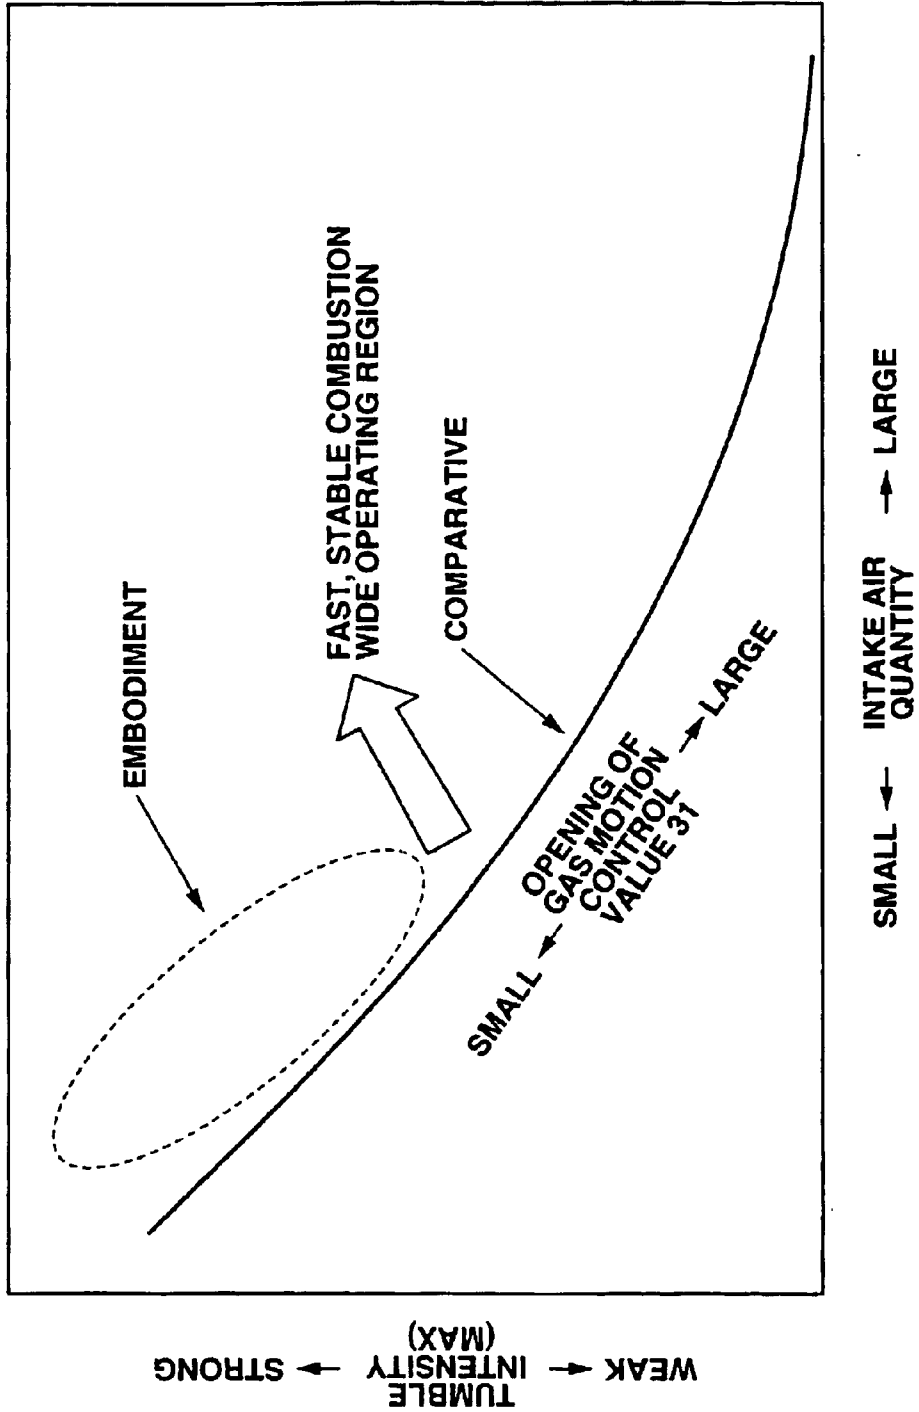 TUMBLE
INTENSITY
(MAX)
WEAK ← → STRONG
EMBODIMENT
FAST, STABLE COMBUSTION
WIDE OPERATING REGION
COMPARATIVE
OPENING OF
GAS MOTION
CONTROL
VALUE 31
SMALL ← → LARGE
INTAKE AIR
QUANTITY
SMALL ← → LARGE